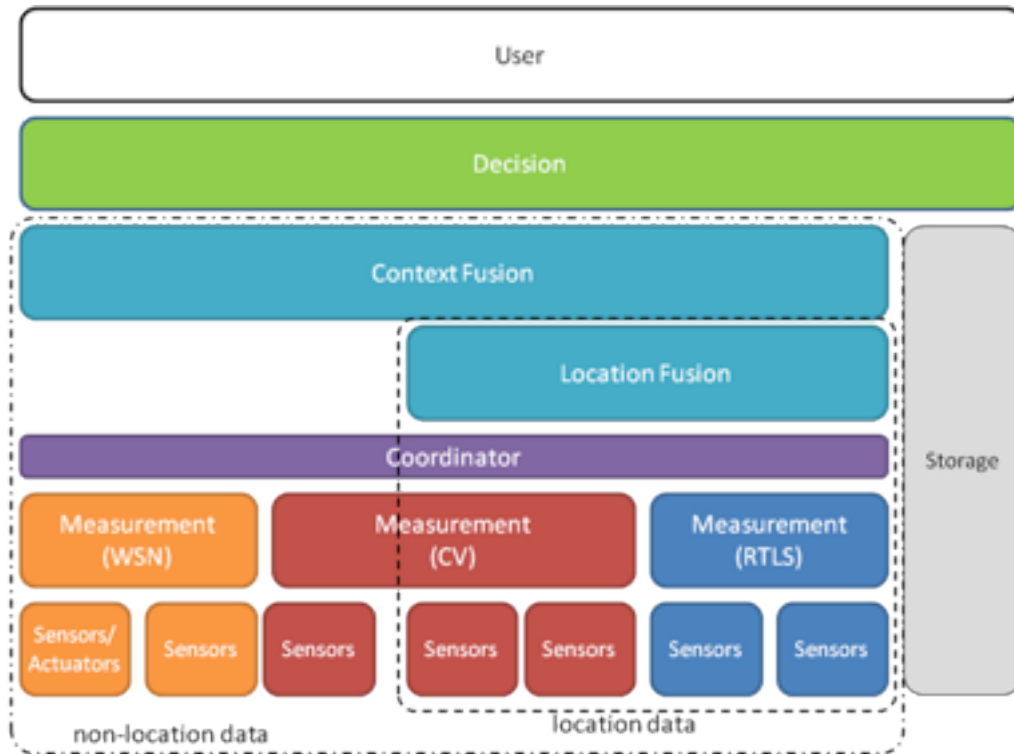 User
Decision
Context Fusion
Location Fusion
Coordinator
Storage
Measurement
(WSN)
Measurement
(CV)
Measurement
(RTLS)
Sensors/
Actuators
Sensors
Sensors
Sensors
Sensors
Sensors
Sensors
non-location data
location data